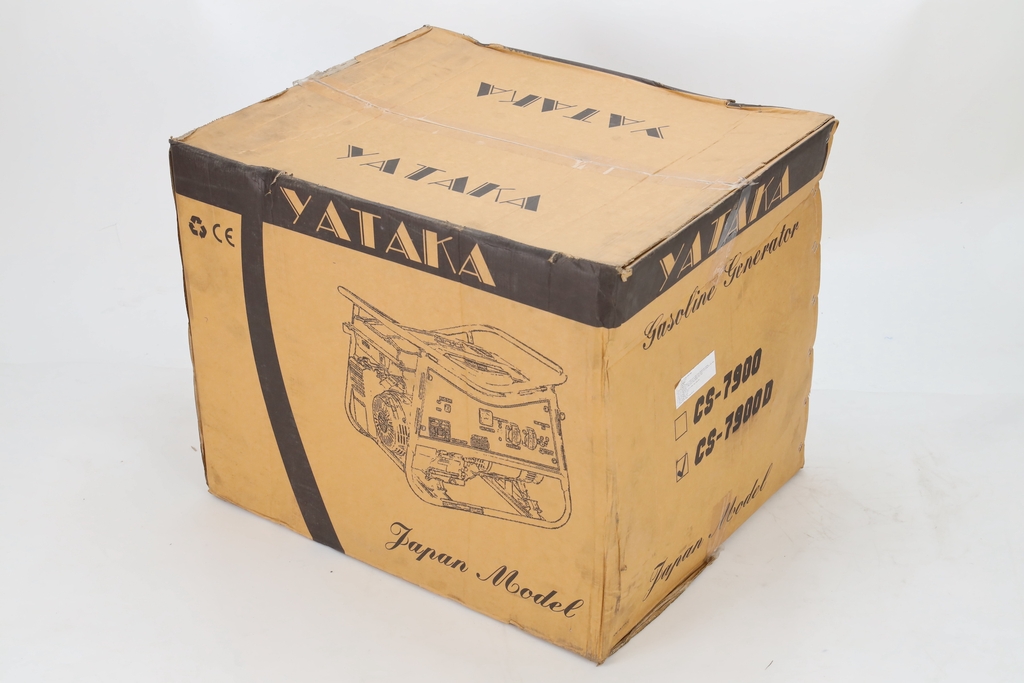 YATAKA
YATAKA
YATAKA
CE
Japan Model
YATAKA
Gasoline Generator
CS-7900
CS-7900D
Japan Model